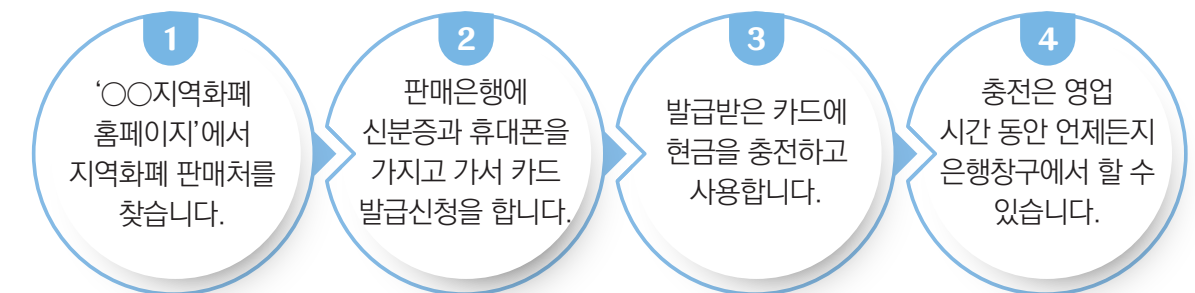 1
'○○지역화폐
홈페이지'에서
지역화폐 판매처를
찾습니다.
2
판매은행에
신분증과 휴대폰을
가지고 가서 카드
발급신청을 합니다.
3
발급받은 카드에
현금을 충전하고
사용합니다.
4
충전은 영업
시간 동안 언제든지
은행창구에서 할 수
있습니다.